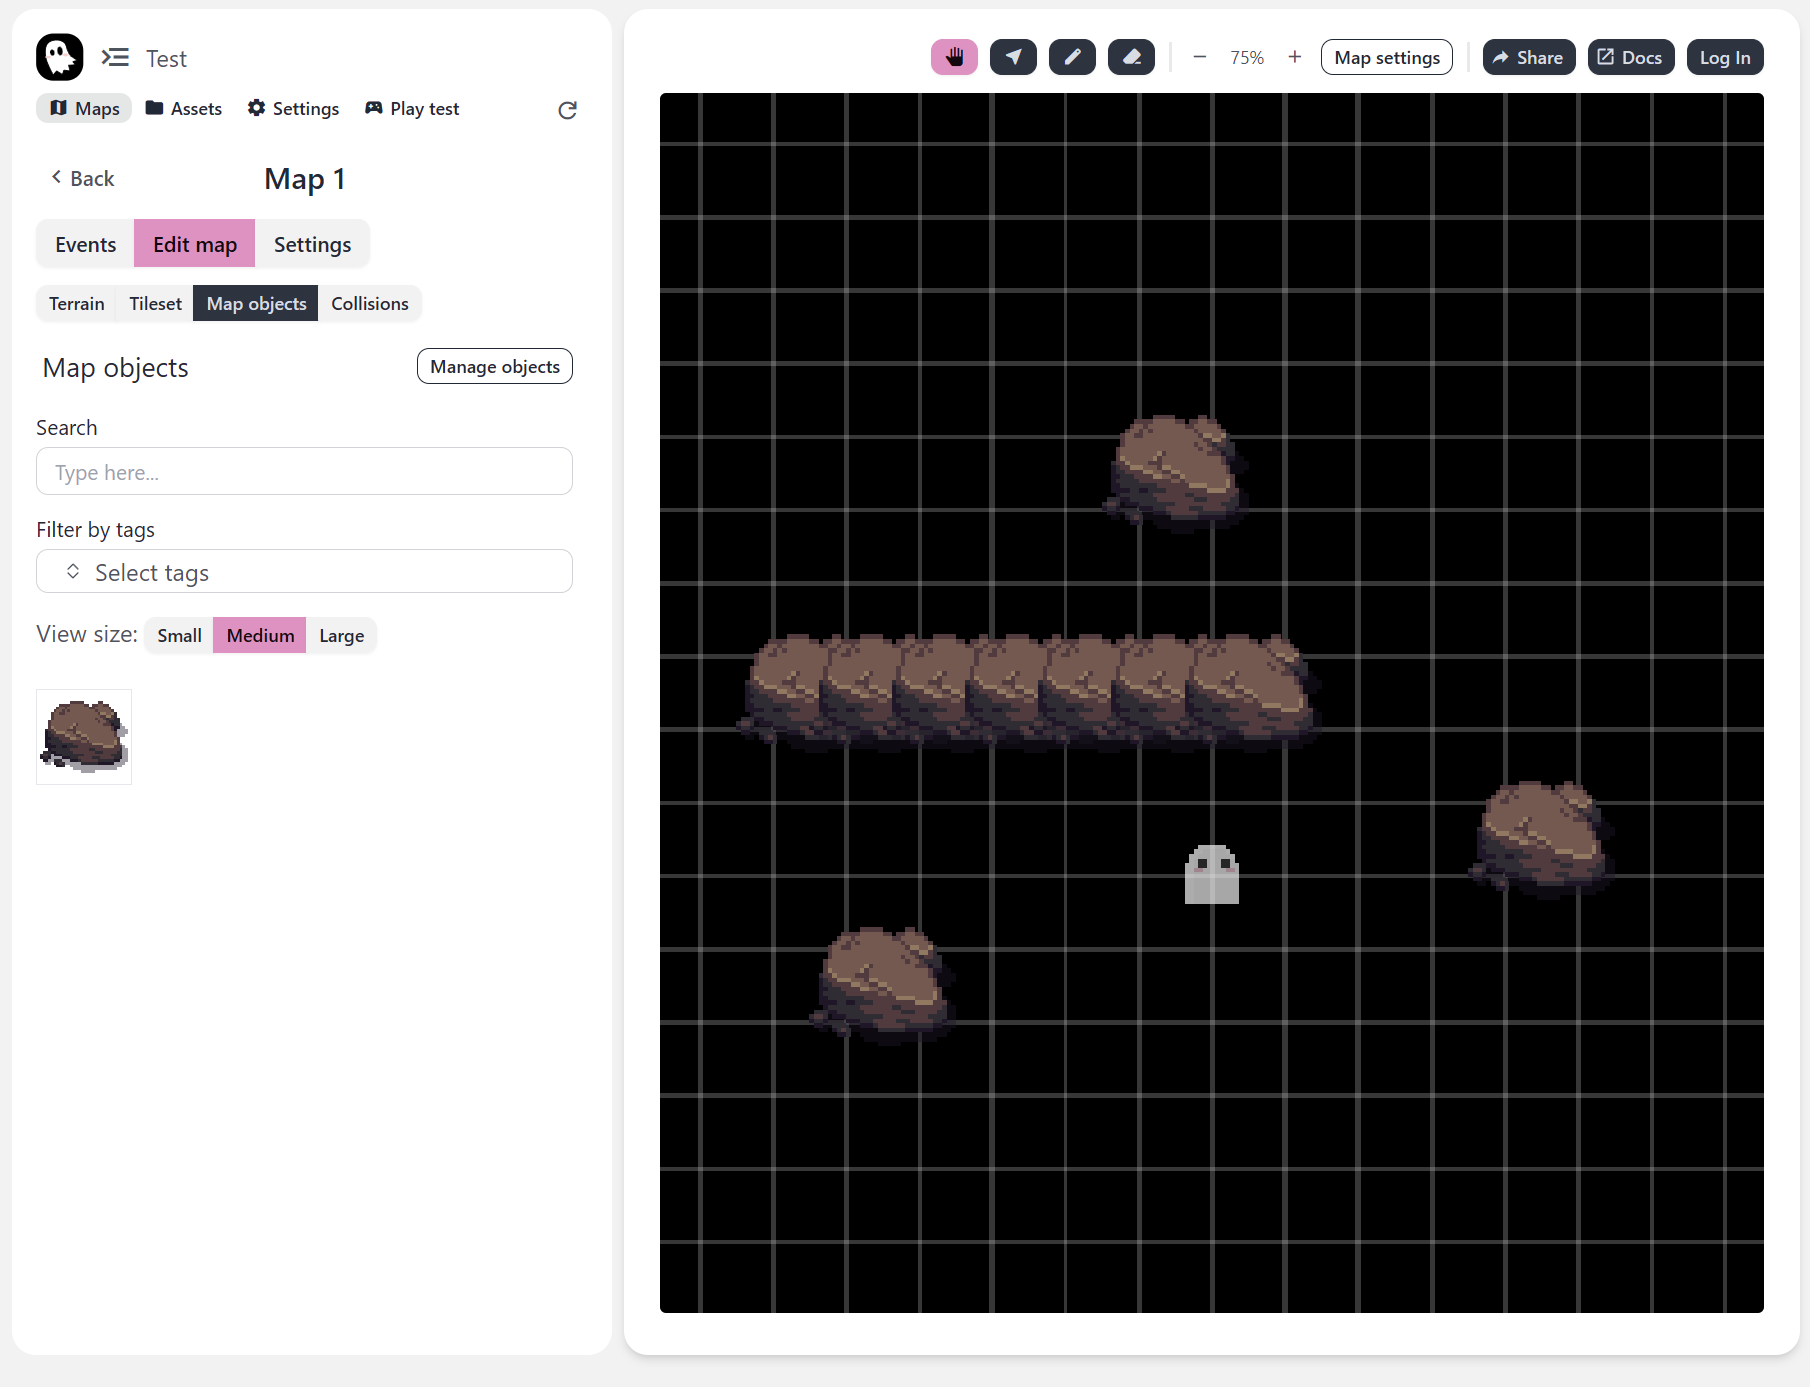 Test
Maps Assets Settings Play test
Back
Map 1
Events Edit map Settings
Terrain Tileset Map objects Collisions
Map objects
Manage objects
Search
Type here...
Filter by tags
Select tags
View size: Small Medium Large
75% Map settings Share Docs Log In